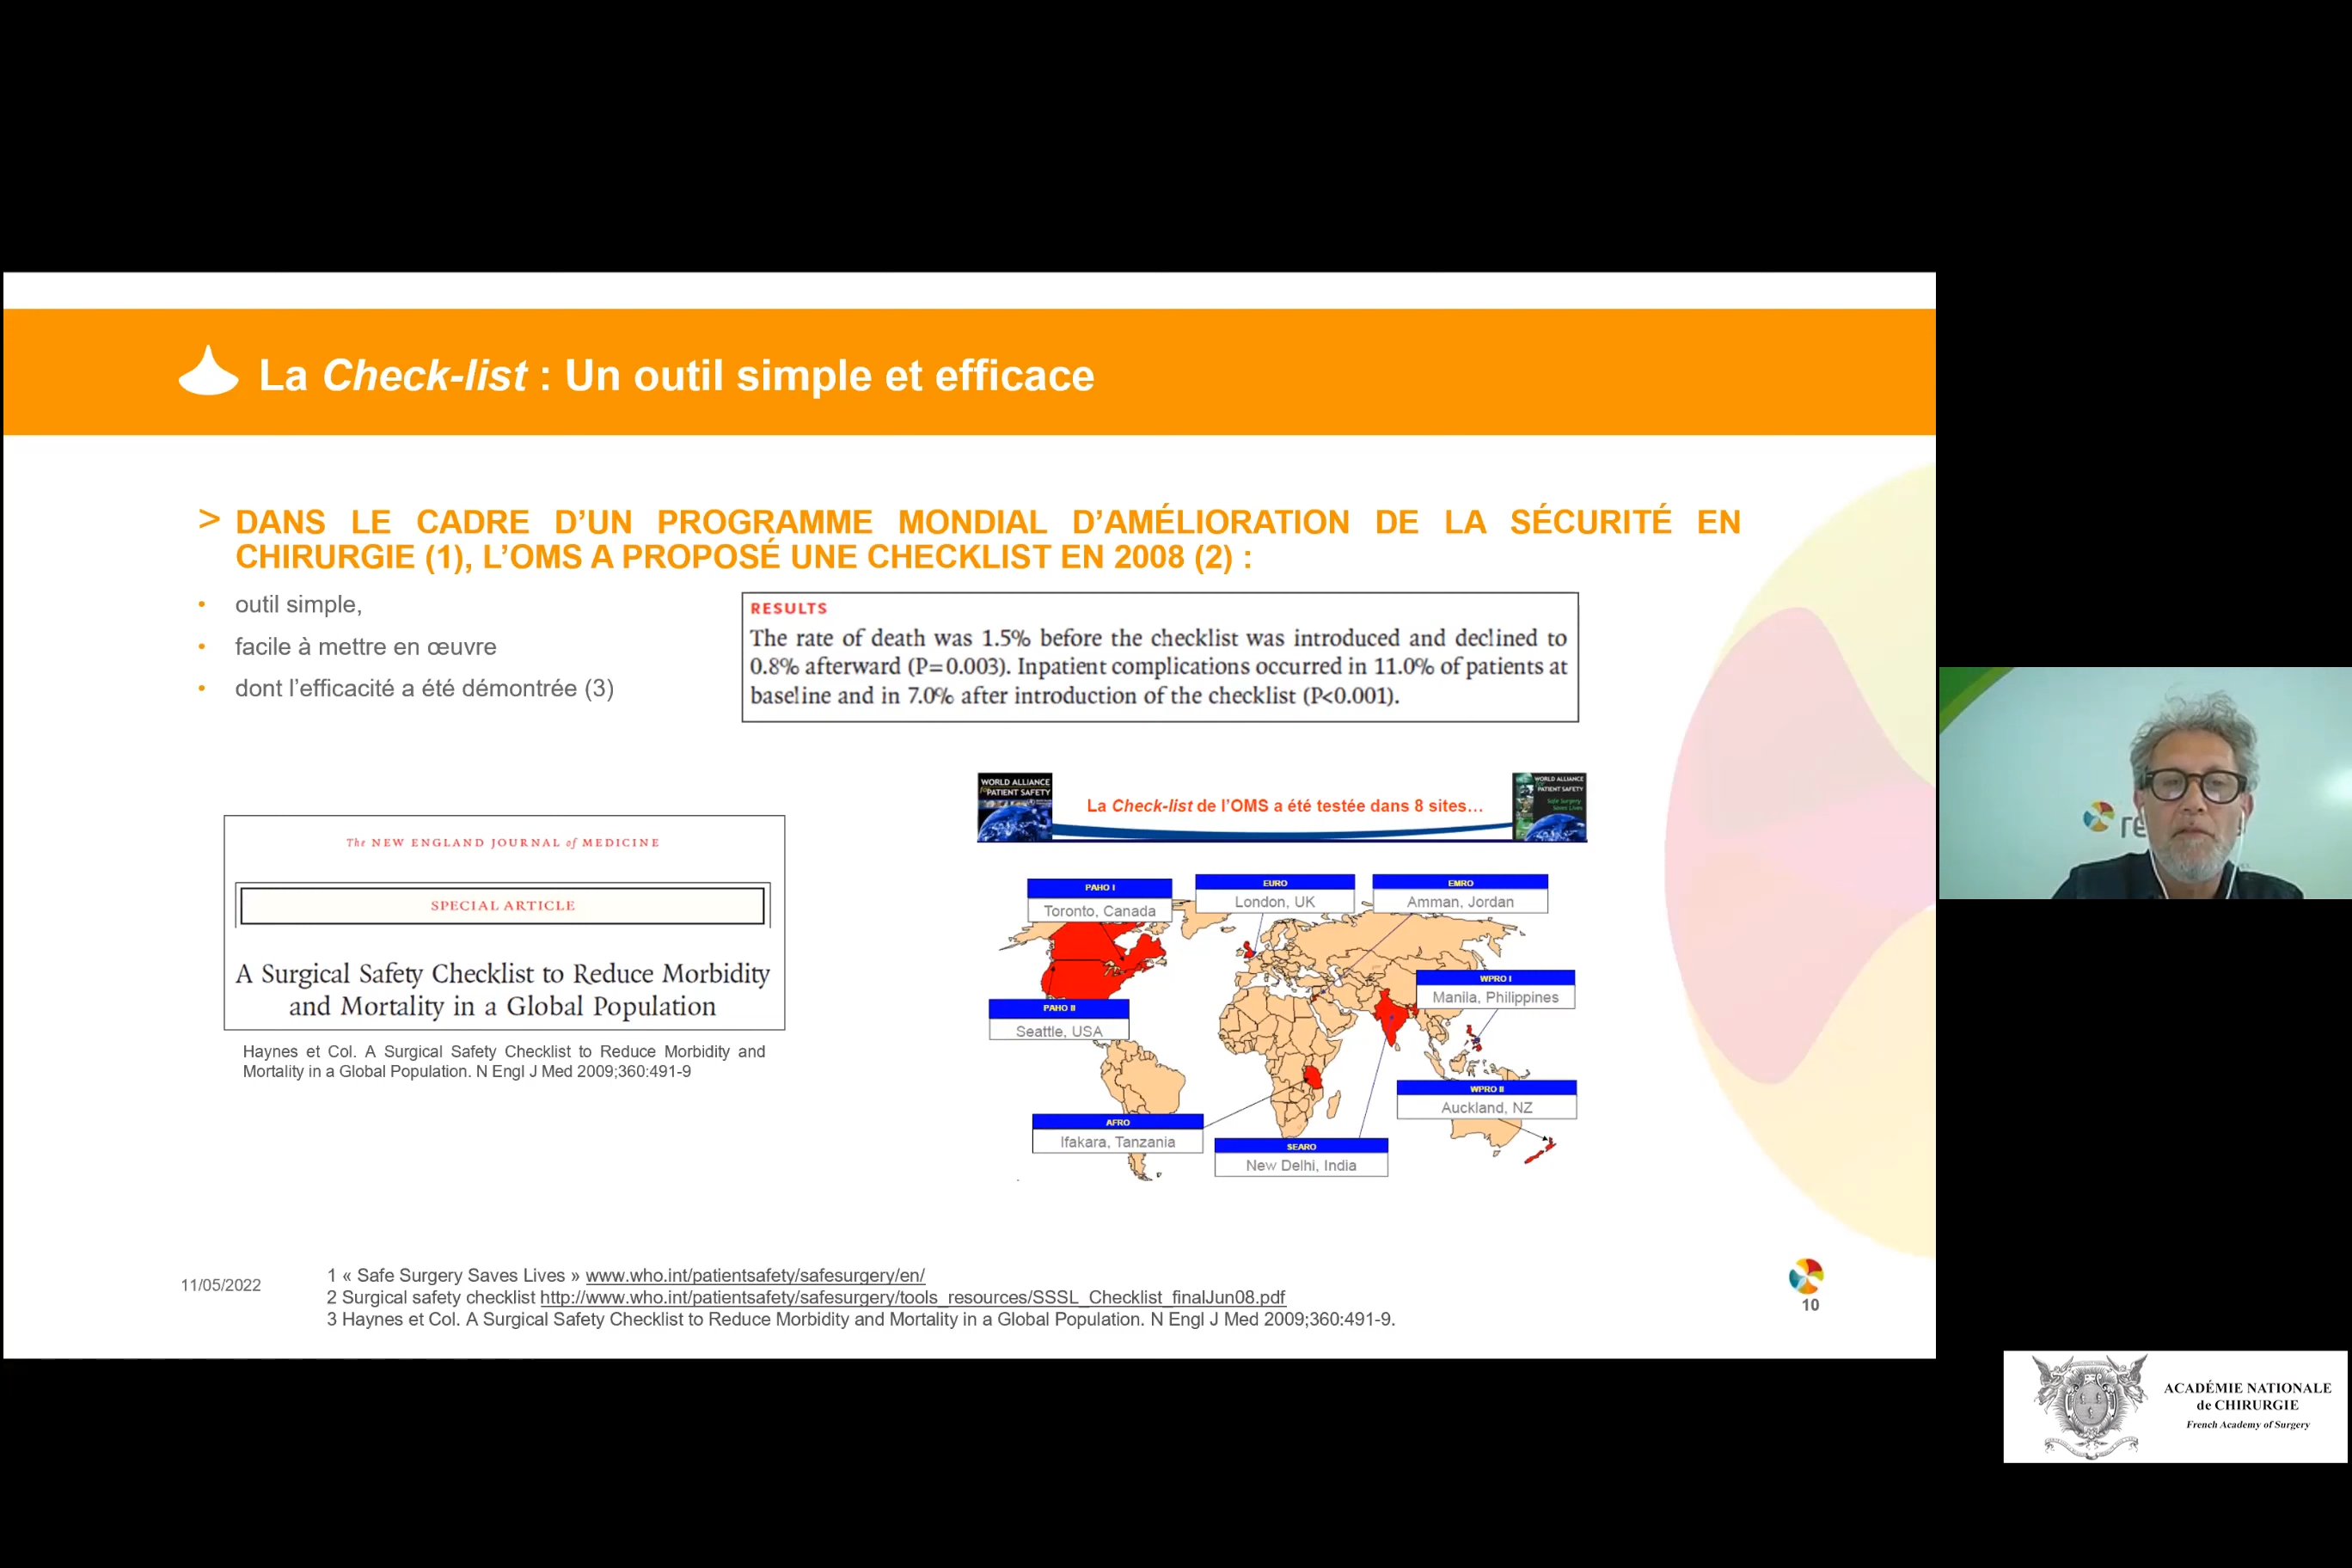 La Check-list : Un outil simple et efficace
> DANS LE CADRE D'UN PROGRAMME MONDIAL D'AMÉLIORATION DE LA SÉCURITÉ EN
CHIRURGIE (1), L'OMS A PROPOSÉ UNE CHECKLIST EN 2008 (2) :
• outil simple,
• facile à mettre en œuvre
• dont l'efficacité a été démontrée (3)
RESULTS
The rate of death was 1.5% before the checklist was introduced and declined to
0.8% afterward (P=0.003). Inpatient complications occurred in 11.0% of patients at
baseline and in 7.0% after introduction of the checklist (P<0.001).
The NEW ENGLAND JOURNAL of MEDICINE
SPECIAL ARTICLE
A Surgical Safety Checklist to Reduce Morbidity
and Mortality in a Global Population
Haynes et Col. A Surgical Safety Checklist to Reduce Morbidity and
Mortality in a Global Population. N Engl J Med 2009;360:491-9
WORLD ALLIANCE
for PATIENT SAFETY
La Check-list de l'OMS a été testée dans 8 sites...
WORLD ALLIANCE
for PATIENT SAFETY
Safe Surgery
Saves Lives
PAHO I
Toronto, Canada
EURO
London, UK
EMRO
Amman, Jordan
WPRO I
Manila, Philippines
PAHO II
Seattle, USA
WPRO II
Auckland, NZ
AFRO
Ifakara, Tanzania
SEARO
New Delhi, India
11/05/2022
1 « Safe Surgery Saves Lives » www.who.int/patientsafety/safesurgery/en/
2 Surgical safety checklist http://www.who.int/patientsafety/safesurgery/tools_resources/SSSL_Checklist_finalJun08.pdf
3 Haynes et Col. A Surgical Safety Checklist to Reduce Morbidity and Mortality in a Global Population. N Engl J Med 2009;360:491-9.
10
ACADÉMIE NATIONALE
de CHIRURGIE
French Academy of Surgery